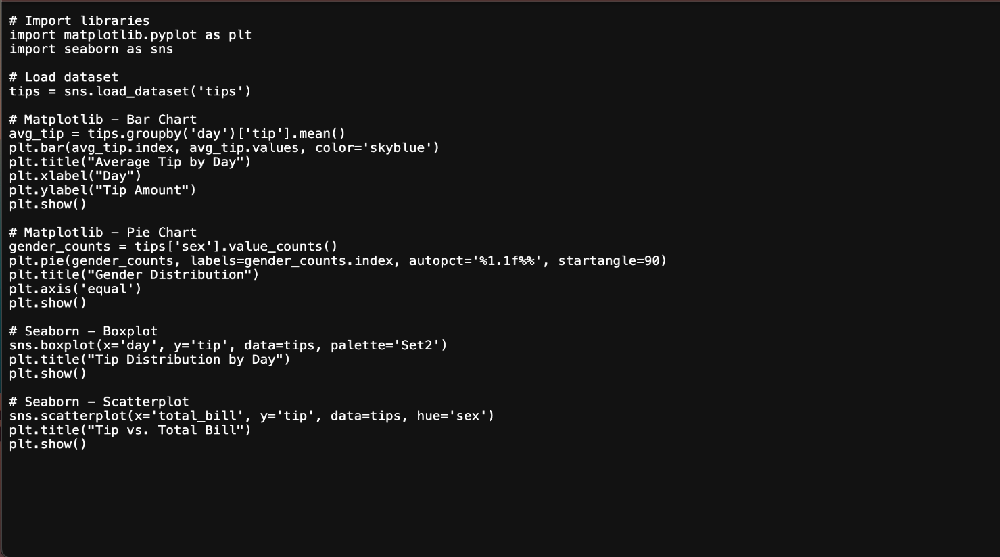 # Import libraries
import matplotlib.pyplot as plt
import seaborn as sns

# Load dataset
tips = sns.load_dataset('tips')

# Matplotlib – Bar Chart
avg_tip = tips.groupby('day')['tip'].mean()
plt.bar(avg_tip.index, avg_tip.values, color='skyblue')
plt.title("Average Tip by Day")
plt.xlabel("Day")
plt.ylabel("Tip Amount")
plt.show()

# Matplotlib – Pie Chart
gender_counts = tips['sex'].value_counts()
plt.pie(gender_counts, labels=gender_counts.index, autopct='%1.1f%%', startangle=90)
plt.title("Gender Distribution")
plt.axis('equal')
plt.show()

# Seaborn – Boxplot
sns.boxplot(x='day', y='tip', data=tips, palette='Set2')
plt.title("Tip Distribution by Day")
plt.show()

# Seaborn – Scatterplot
sns.scatterplot(x='total_bill', y='tip', data=tips, hue='sex')
plt.title("Tip vs. Total Bill")
plt.show()